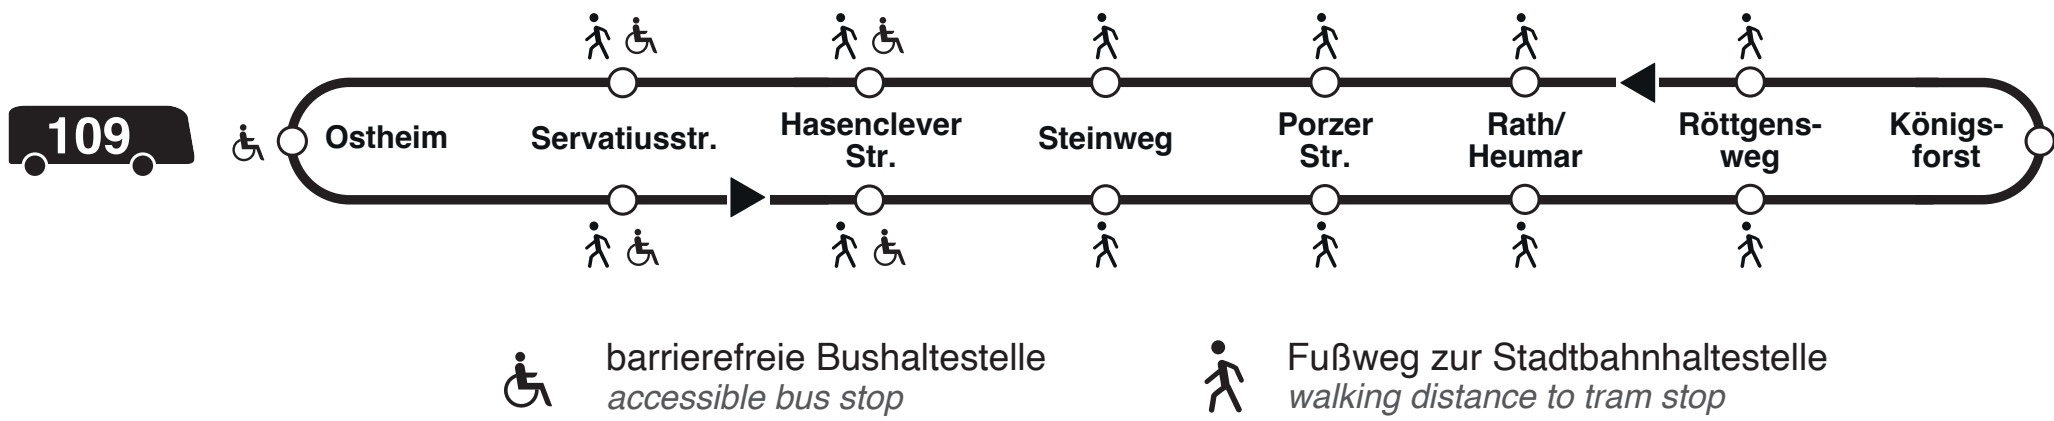 109
Ostheim
Servatiusstr.
Hasenclever
Str.
Steinweg
Porzer
Str.
Rath/
Heumar
Röttgens-
weg
Königs-
forst
barrierefreie Bushaltestelle
accessible bus stop
Fußweg zur Stadtbahnhaltestelle
walking distance to tram stop